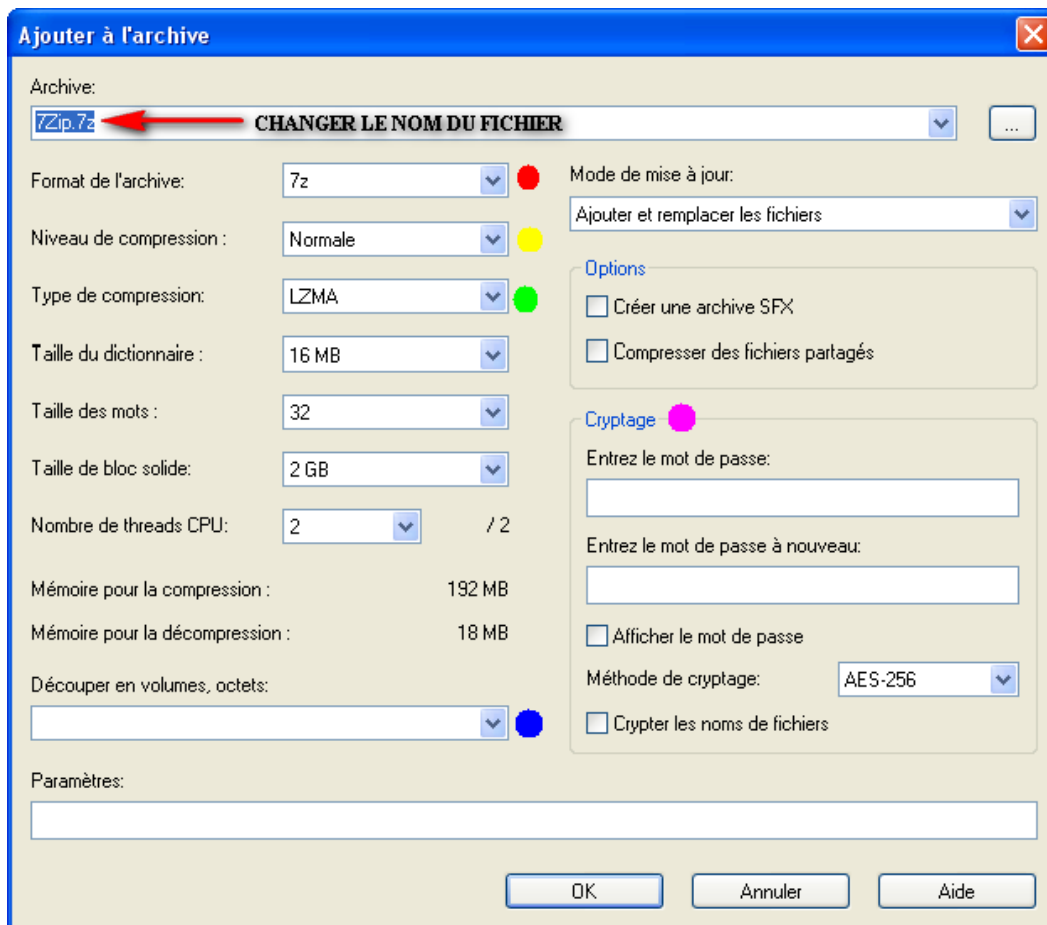 Ajouter à l'archive
Archive:
7Zip.7z CHANGER LE NOM DU FICHIER ...
Format de l'archive: 7z
Niveau de compression : Normale
Type de compression: LZMA
Taille du dictionnaire : 16 MB
Taille des mots : 32
Taille de bloc solide: 2 GB
Nombre de threads CPU: 2 / 2
Mémoire pour la compression : 192 MB
Mémoire pour la décompression : 18 MB
Découper en volumes, octets:
Mode de mise à jour:
Ajouter et remplacer les fichiers
Options
Créer une archive SFX
Compresser des fichiers partagés
Cryptage
Entrez le mot de passe:
Entrez le mot de passe à nouveau:
Afficher le mot de passe
Méthode de cryptage: AES-256
Crypter les noms de fichiers
Paramètres:
OK Annuler Aide